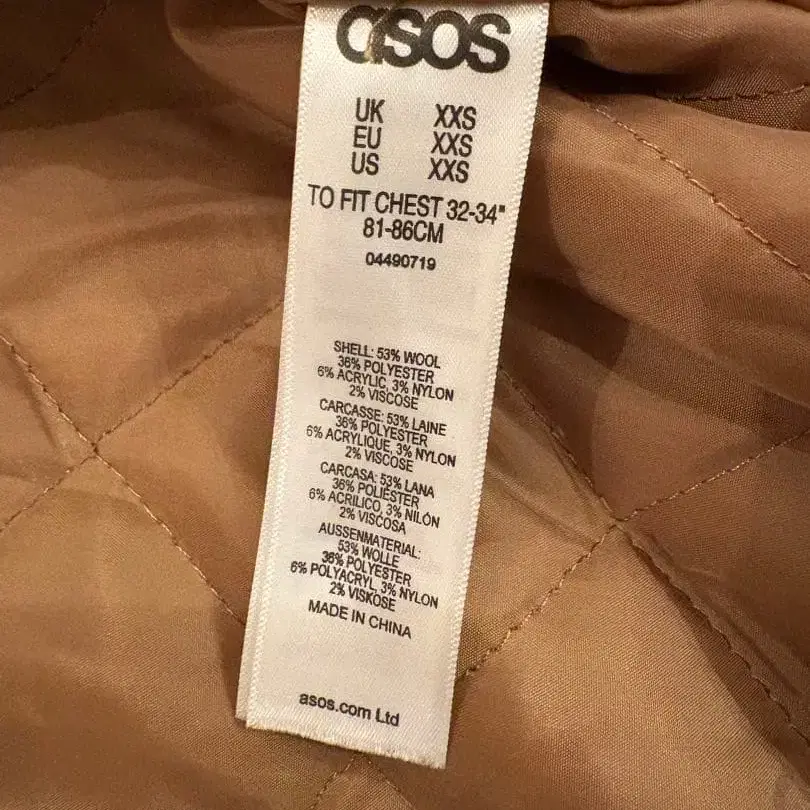 asos
UK XXS
EU XXS
US XXS
TO FIT CHEST 32-34"
81-86CM
04490719
SHELL: 53% WOOL
36% POLYESTER
6% ACRYLIC, 3% NYLON
2% VISCOSE
CARCASSE: 53% LAINE
36% POLYESTER
6% ACRYLIQUE, 3% NYLON
2% VISCOSE
CARCASA: 53% LANA
36% POLIÉSTER
6% ACRILICO, 3% NILÓN
2% VISCOSA
AUSSENMATERIAL:
53% WOLLE
36% POLYESTER
6% POLYACRYL, 3% NYLON
2% VISKOSE
MADE IN CHINA
asos.com Ltd